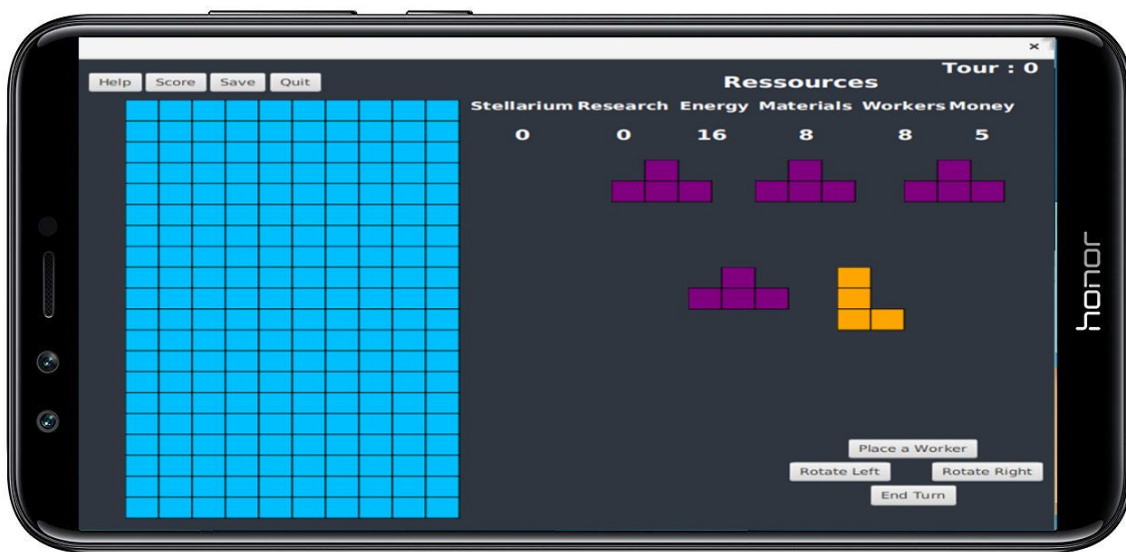 ×
Tour : 0
Help Score Save Quit
Ressources
Stellarium Research Energy Materials Workers Money
0 0 16 8 8 5
honor
Place a Worker
Rotate Left Rotate Right
End Turn